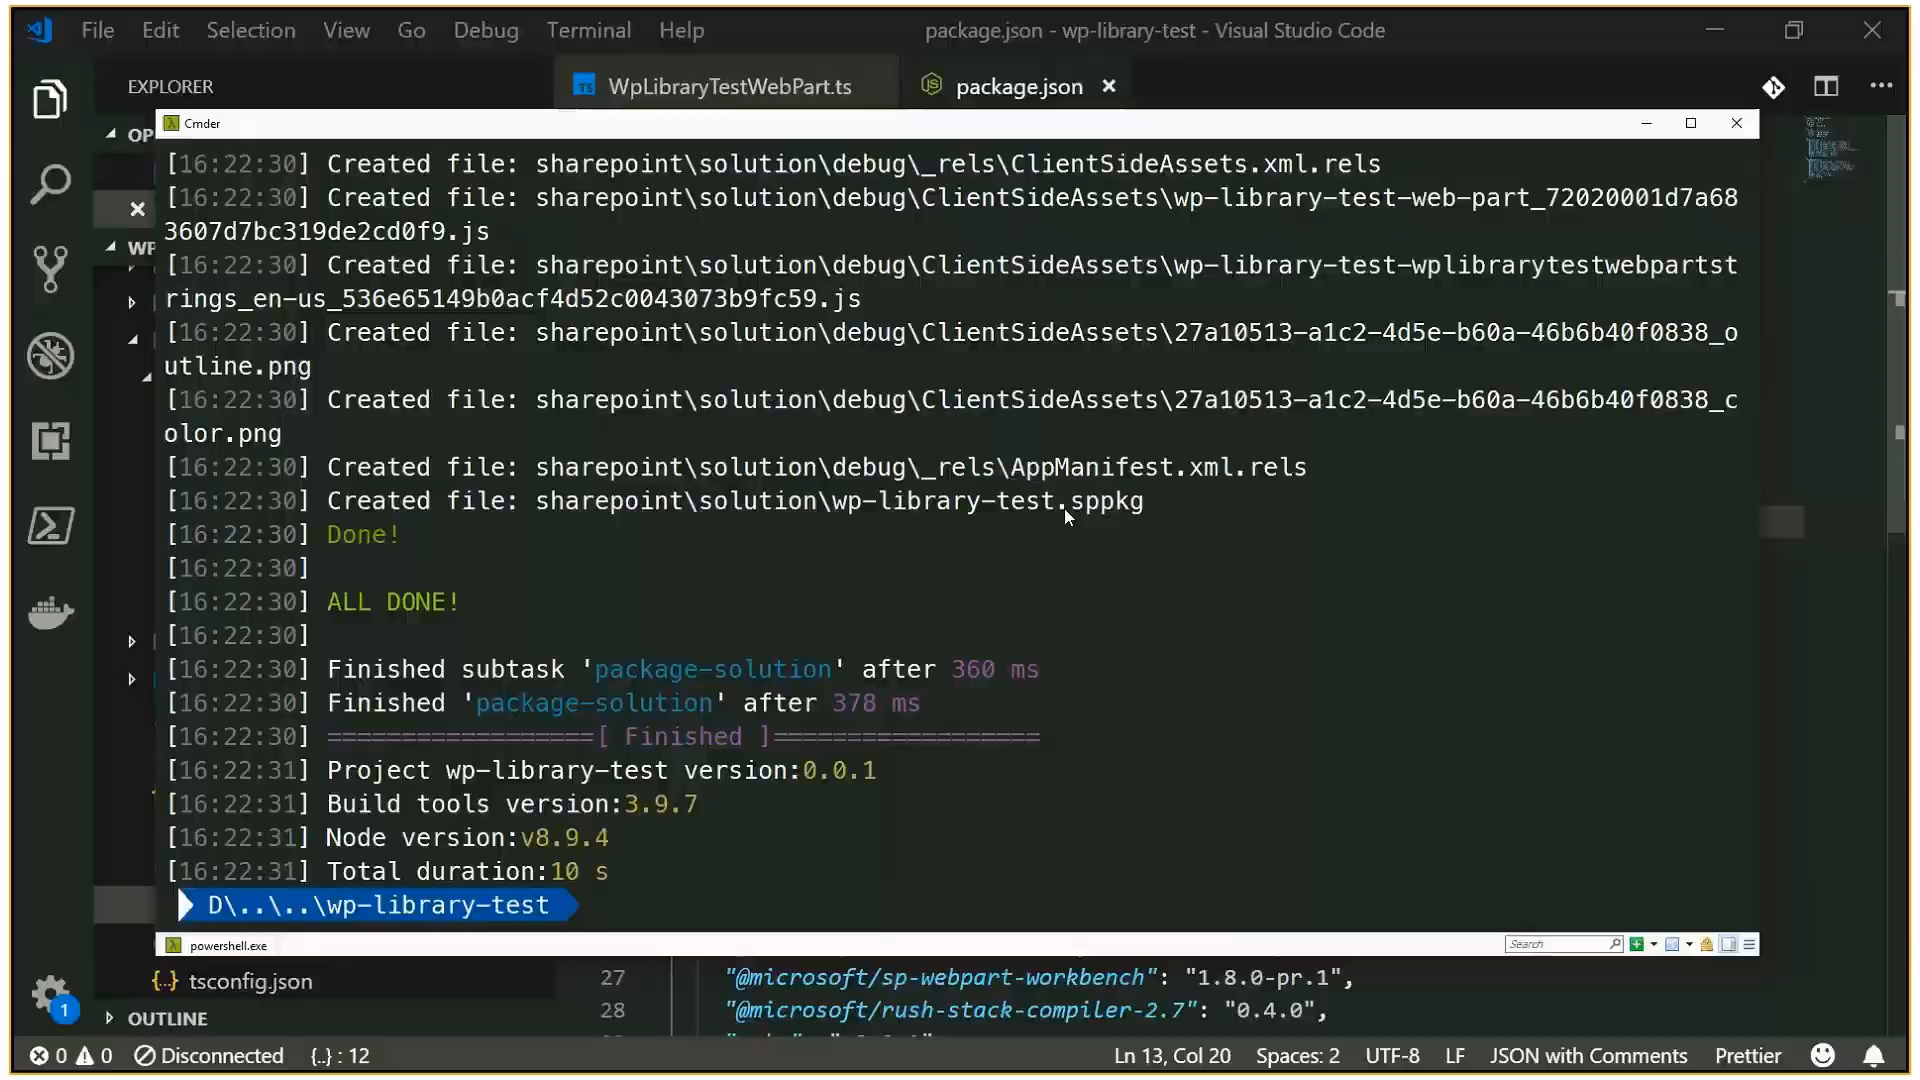 File Edit Selection View Go Debug Terminal Help package.json - wp-library-test - Visual Studio Code
EXPLORER
TS WpLibraryTestWebPart.ts
package.json
OP
Cmder
[16:22:30] Created file: sharepoint\solution\debug\_rels\ClientSideAssets.xml.rels
[16:22:30] Created file: sharepoint\solution\debug\ClientSideAssets\wp-library-test-web-part_72020001d7a68
3607d7bc319de2cd0f9.js
WP
[16:22:30] Created file: sharepoint\solution\debug\ClientSideAssets\wp-library-test-wplibrarytestwebpartst
rings_en-us_536e65149b0acf4d52c0043073b9fc59.js
[16:22:30] Created file: sharepoint\solution\debug\ClientSideAssets\27a10513-a1c2-4d5e-b60a-46b6b40f0838_o
utline.png
[16:22:30] Created file: sharepoint\solution\debug\ClientSideAssets\27a10513-a1c2-4d5e-b60a-46b6b40f0838_c
olor.png
[16:22:30] Created file: sharepoint\solution\debug\_rels\AppManifest.xml.rels
[16:22:30] Created file: sharepoint\solution\wp-library-test.sppkg
[16:22:30] Done!
[16:22:30]
[16:22:30] ALL DONE!
[16:22:30]
[16:22:30] Finished subtask 'package-solution' after 360 ms
[16:22:30] Finished 'package-solution' after 378 ms
[16:22:30] ==================[ Finished ]==================
[16:22:31] Project wp-library-test version:0.0.1
[16:22:31] Build tools version:3.9.7
[16:22:31] Node version:v8.9.4
[16:22:31] Total duration:10 s
D\..\..\wp-library-test
powershell.exe
Search
{..} tsconfig.json
27 "@microsoft/sp-webpart-workbench": "1.8.0-pr.1",
28 "@microsoft/rush-stack-compiler-2.7": "0.4.0",
1
OUTLINE
0 0 Disconnected {..} : 12 Ln 13, Col 20 Spaces: 2 UTF-8 LF JSON with Comments Prettier